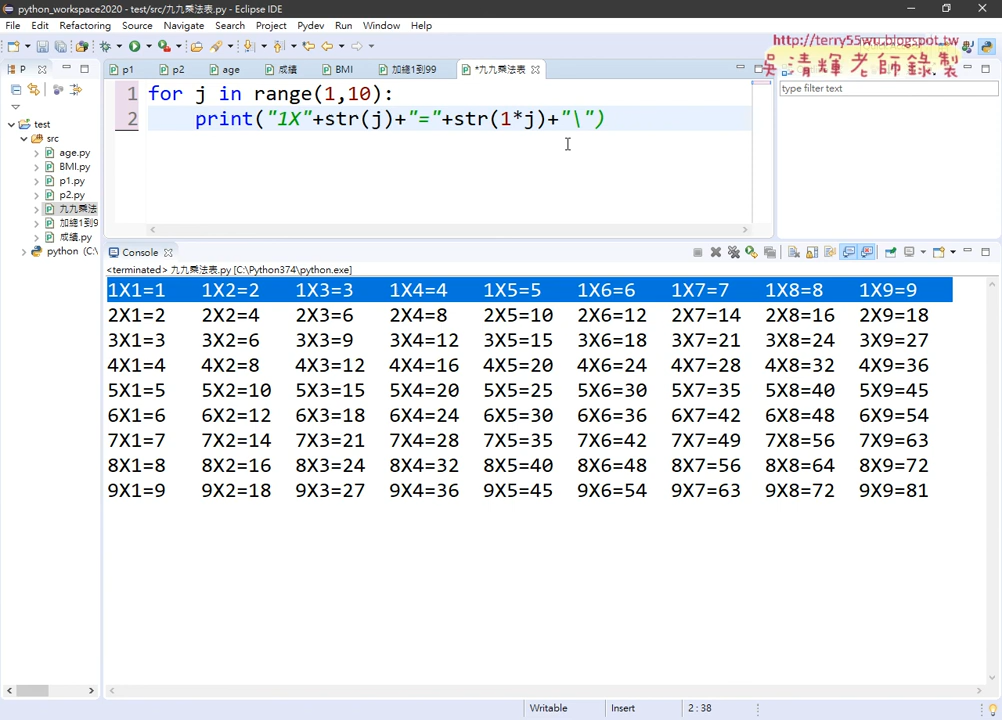 python_workspace2020 - test/src/九九乘法表.py - Eclipse IDE
File Edit Refactoring Source Navigate Search Project Pydev Run Window Help
http://terry55wu.blogspot.tw
吳清輝老師錄製
P
p1 p2 age 成績 BMI 加總1到99 *九九乘法表
type filter text
1 for j in range(1,10):
2 print("1X"+str(j)+"="+str(1*j)+"\")
test
src
age.py
BMI.py
p1.py
p2.py
九九乘法
加總1到9
成績.py
python (C:\
Console
<terminated> 九九乘法表.py [C:\Python374\python.exe]
1X1=1 1X2=2 1X3=3 1X4=4 1X5=5 1X6=6 1X7=7 1X8=8 1X9=9
2X1=2 2X2=4 2X3=6 2X4=8 2X5=10 2X6=12 2X7=14 2X8=16 2X9=18
3X1=3 3X2=6 3X3=9 3X4=12 3X5=15 3X6=18 3X7=21 3X8=24 3X9=27
4X1=4 4X2=8 4X3=12 4X4=16 4X5=20 4X6=24 4X7=28 4X8=32 4X9=36
5X1=5 5X2=10 5X3=15 5X4=20 5X5=25 5X6=30 5X7=35 5X8=40 5X9=45
6X1=6 6X2=12 6X3=18 6X4=24 6X5=30 6X6=36 6X7=42 6X8=48 6X9=54
7X1=7 7X2=14 7X3=21 7X4=28 7X5=35 7X6=42 7X7=49 7X8=56 7X9=63
8X1=8 8X2=16 8X3=24 8X4=32 8X5=40 8X6=48 8X7=56 8X8=64 8X9=72
9X1=9 9X2=18 9X3=27 9X4=36 9X5=45 9X6=54 9X7=63 9X8=72 9X9=81
Writable Insert 2 : 38